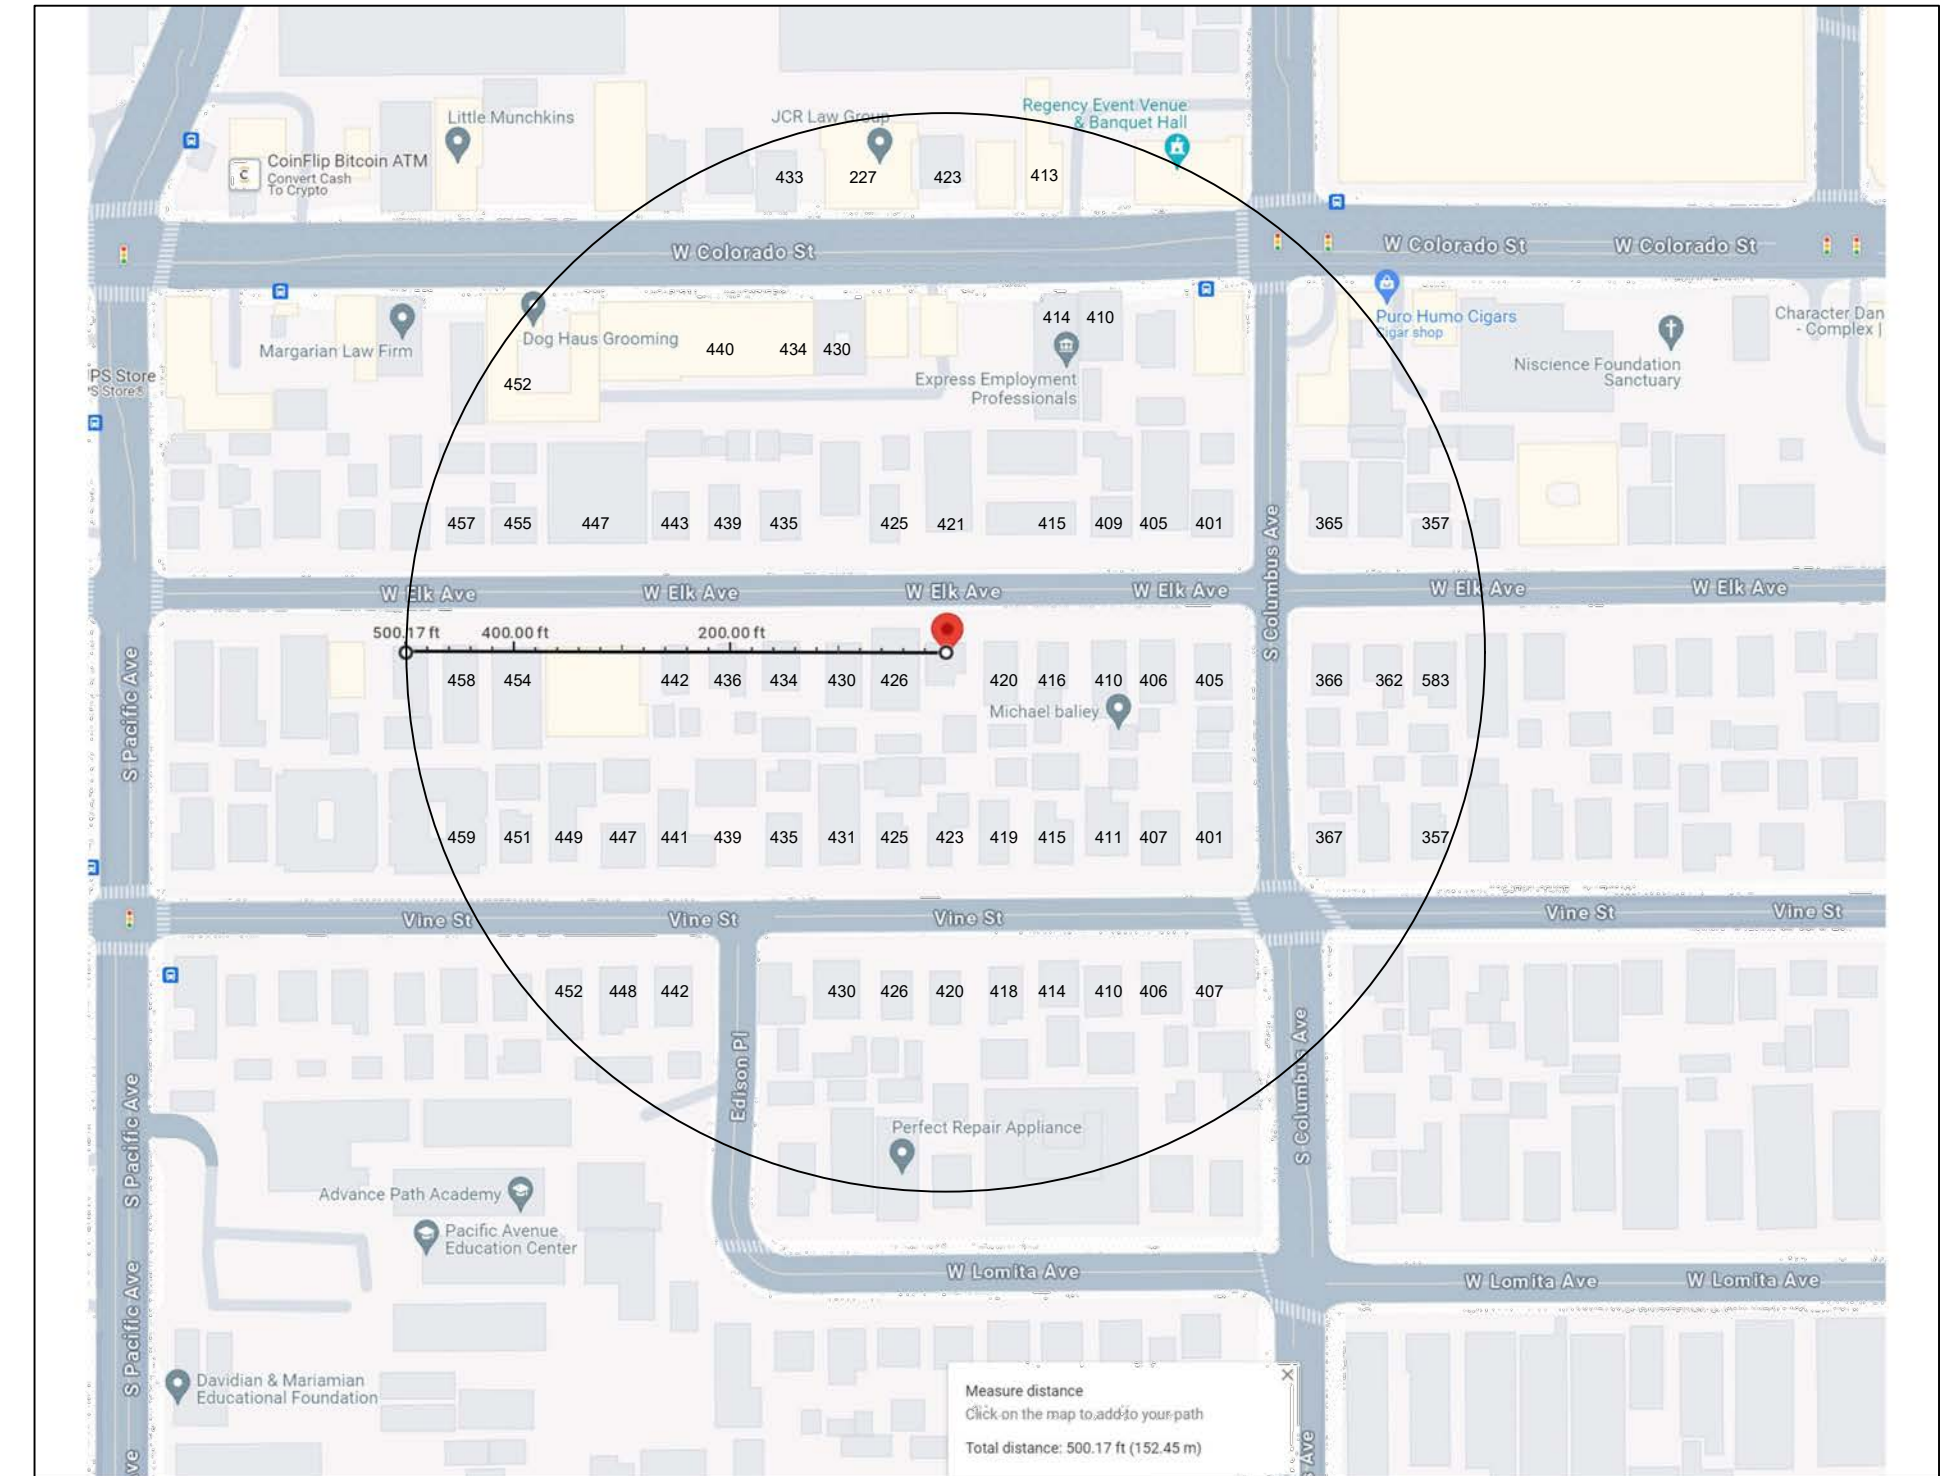 Regency Event Venue
& Banquet Hall
Little Munchkins
JCR Law Group
CoinFlip Bitcoin ATM
Convert Cash
To Crypto
C
433
227
423
413
W Colorado St
W Colorado St
W Colorado St
Puro Humo Cigars
Cigar shop
Character Dan
- Complex |
414
410
Dog Haus Grooming
Margarian Law Firm
440
434
430
Niscience Foundation
Sanctuary
PS Store
Express Employment
Professionals
452
457
455
447
443
439
435
425
421
415
409
405
401
365
357
S Columbus Ave
W Elk Ave
W Elk Ave
W Elk Ave
W Elk Ave
W Elk Ave
W Elk Ave
500.17 ft
400.00 ft
200.00 ft
458
454
442
436
434
430
426
420
416
410
406
405
366
362
583
Michael baliey
S Pacific Ave
459
451
449
447
441
439
435
431
425
423
419
415
411
407
401
367
357
Vine St
Vine St
Vine St
Vine St
Vine St
452
448
442
430
426
420
418
414
410
406
407
Edison Pl
S Columbus Ave
S Pacific Ave
Perfect Repair Appliance
Advance Path Academy
Pacific Avenue
Education Center
W Lomita Ave
W Lomita Ave
W Lomita Ave
S Pacific Ave
Davidian & Mariamian
Educational Foundation
Measure distance
Click on the map to add to your path
Total distance: 500.17 ft (152.45 m)
Ave
ve